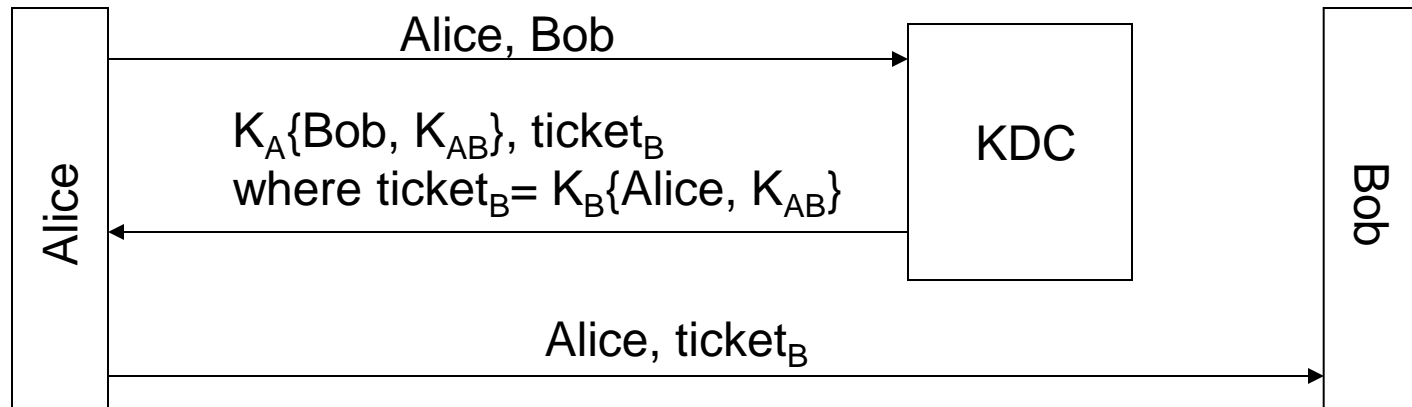 Alice, Bob
K_A{Bob, K_AB}, ticket_B
where ticket_B= K_B{Alice, K_AB}
KDC
Alice
Bob
Alice, ticket_B